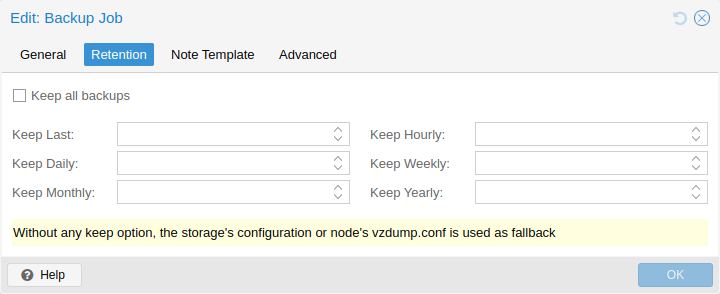 Edit: Backup Job
General Retention Note Template Advanced
Keep all backups
Keep Last: Keep Hourly:
Keep Daily: Keep Weekly:
Keep Monthly: Keep Yearly:
Without any keep option, the storage's configuration or node's vzdump.conf is used as fallback
? Help OK